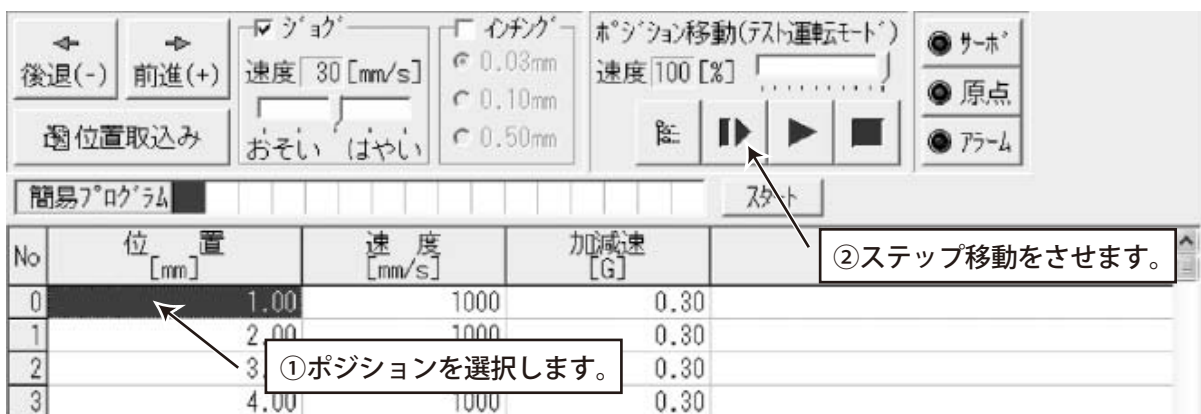 後退(-) 前進(+)
位置取込み
ジョグ
速度 30 [mm/s]
おそい はやい
インチング
0.03mm
0.10mm
0.50mm
ポジション移動(テスト運転モード)
速度 100 [%]
サーボ
原点
アラーム
簡易プログラム
スタート
No 位 置 [mm] 速 度 [mm/s] 加減速 [G]
②ステップ移動をさせます。
0 1.00 1000 0.30
1 2.00 1000 0.30
①ポジションを選択します。
2 3. 0.30
3 4.00 1000 0.30